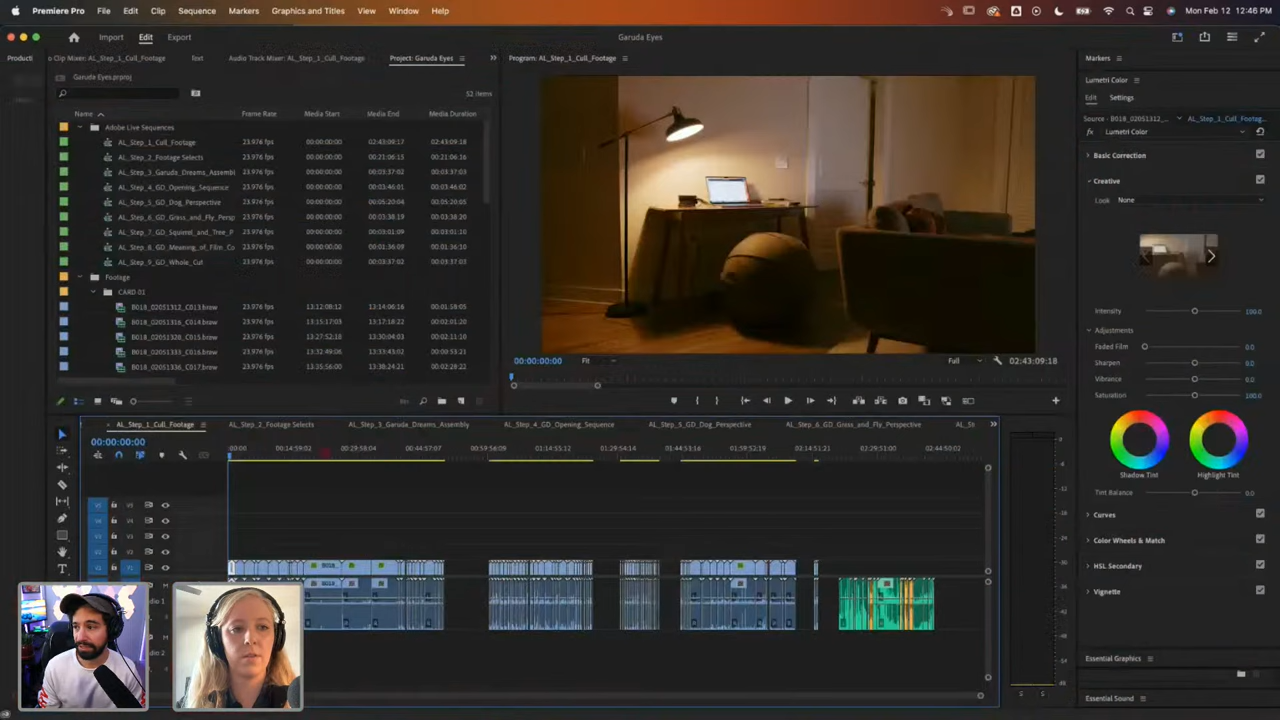 Premiere Pro File Edit Clip Sequence Markers Graphics and Titles View Window Help Mon Feb 12 12:46 PM
Import Edit Export Garuda Eyes
Producti o Clip Mixer: AL_Step_1_Cull_Footage Text Audio Track Mixer: AL_Step_1_Cull_Footage Project: Garuda Eyes
Garuda Eyes.prproj
52 items
Name Frame Rate Media Start Media End Media Duration
Adobe Live Sequences
AL_Step_1_Cull_Footage 23.976 fps 00:00:00:00 02:43:09:17 02:43:09:18
AL_Step_2_Footage Selects 23.976 fps 00:00:00:00 00:21:06:15 00:21:06:16
AL_Step_3_Garuda_Dreams_Assembl 23.976 fps 00:00:00:00 00:03:37:02 00:03:37:03
AL_Step_4_GD_Opening_Sequence 23.976 fps 00:00:00:00 00:03:46:01 00:03:46:02
AL_Step_5_GD_Dog_Perspective 23.976 fps 00:00:00:00 00:05:20:04 00:05:20:05
AL_Step_6_GD_Grass_and_Fly_Persp 23.976 fps 00:00:00:00 00:03:38:19 00:03:38:20
AL_Step_7_GD_Squirrel_and_Tree_P 23.976 fps 00:00:00:00 00:03:01:09 00:03:01:10
AL_Step_8_GD_Meaning_of_Film_Co 23.976 fps 00:00:00:00 00:01:36:09 00:01:36:10
AL_Step_9_GD_Whole_Cut 23.976 fps 00:00:00:00 00:03:37:02 00:03:37:03
Footage
CARD 01
B018_02051312_C013.braw 23.976 fps 13:12:08:12 13:14:06:16 00:01:58:05
B018_02051316_C014.braw 23.976 fps 13:15:17:03 13:17:18:22 00:02:01:20
B018_02051328_C015.braw 23.976 fps 13:27:52:18 13:30:04:03 00:02:11:10
B018_02051333_C016.braw 23.976 fps 13:32:49:06 13:33:43:02 00:00:53:21
B018_02051336_C017.braw 23.976 fps 13:35:56:00 13:38:24:21 00:02:28:22
Program: AL_Step_1_Cull_Footage
00:00:00:00 Fit Full 02:43:09:18
Markers
Lumetri Color
Edit Settings
Source · B018_02051312_... AL_Step_1_Cull_Footag...
fx Lumetri Color
Basic Correction
Creative
Look None
Intensity 100.0
Adjustments
Faded Film 0.0
Sharpen 0.0
Vibrance 0.0
Saturation 100.0
Shadow Tint Highlight Tint
Tint Balance 0.0
Curves
Color Wheels & Match
HSL Secondary
Vignette
Essential Graphics
Essential Sound
AL_Step_1_Cull_Footage AL_Step_2_Footage Selects AL_Step_3_Garuda_Dreams_Assembly AL_Step_4_GD_Opening_Sequence AL_Step_5_GD_Dog_Perspective AL_Step_6_GD_Grass_and_Fly_Perspective AL_St
00:00:00:00
:00:00 00:14:59:02 00:29:58:04 00:44:57:07 00:59:56:09 01:14:55:12 01:29:54:14 01:44:53:16 01:59:52:19 02:14:51:21 02:29:51:00 02:44:50:02